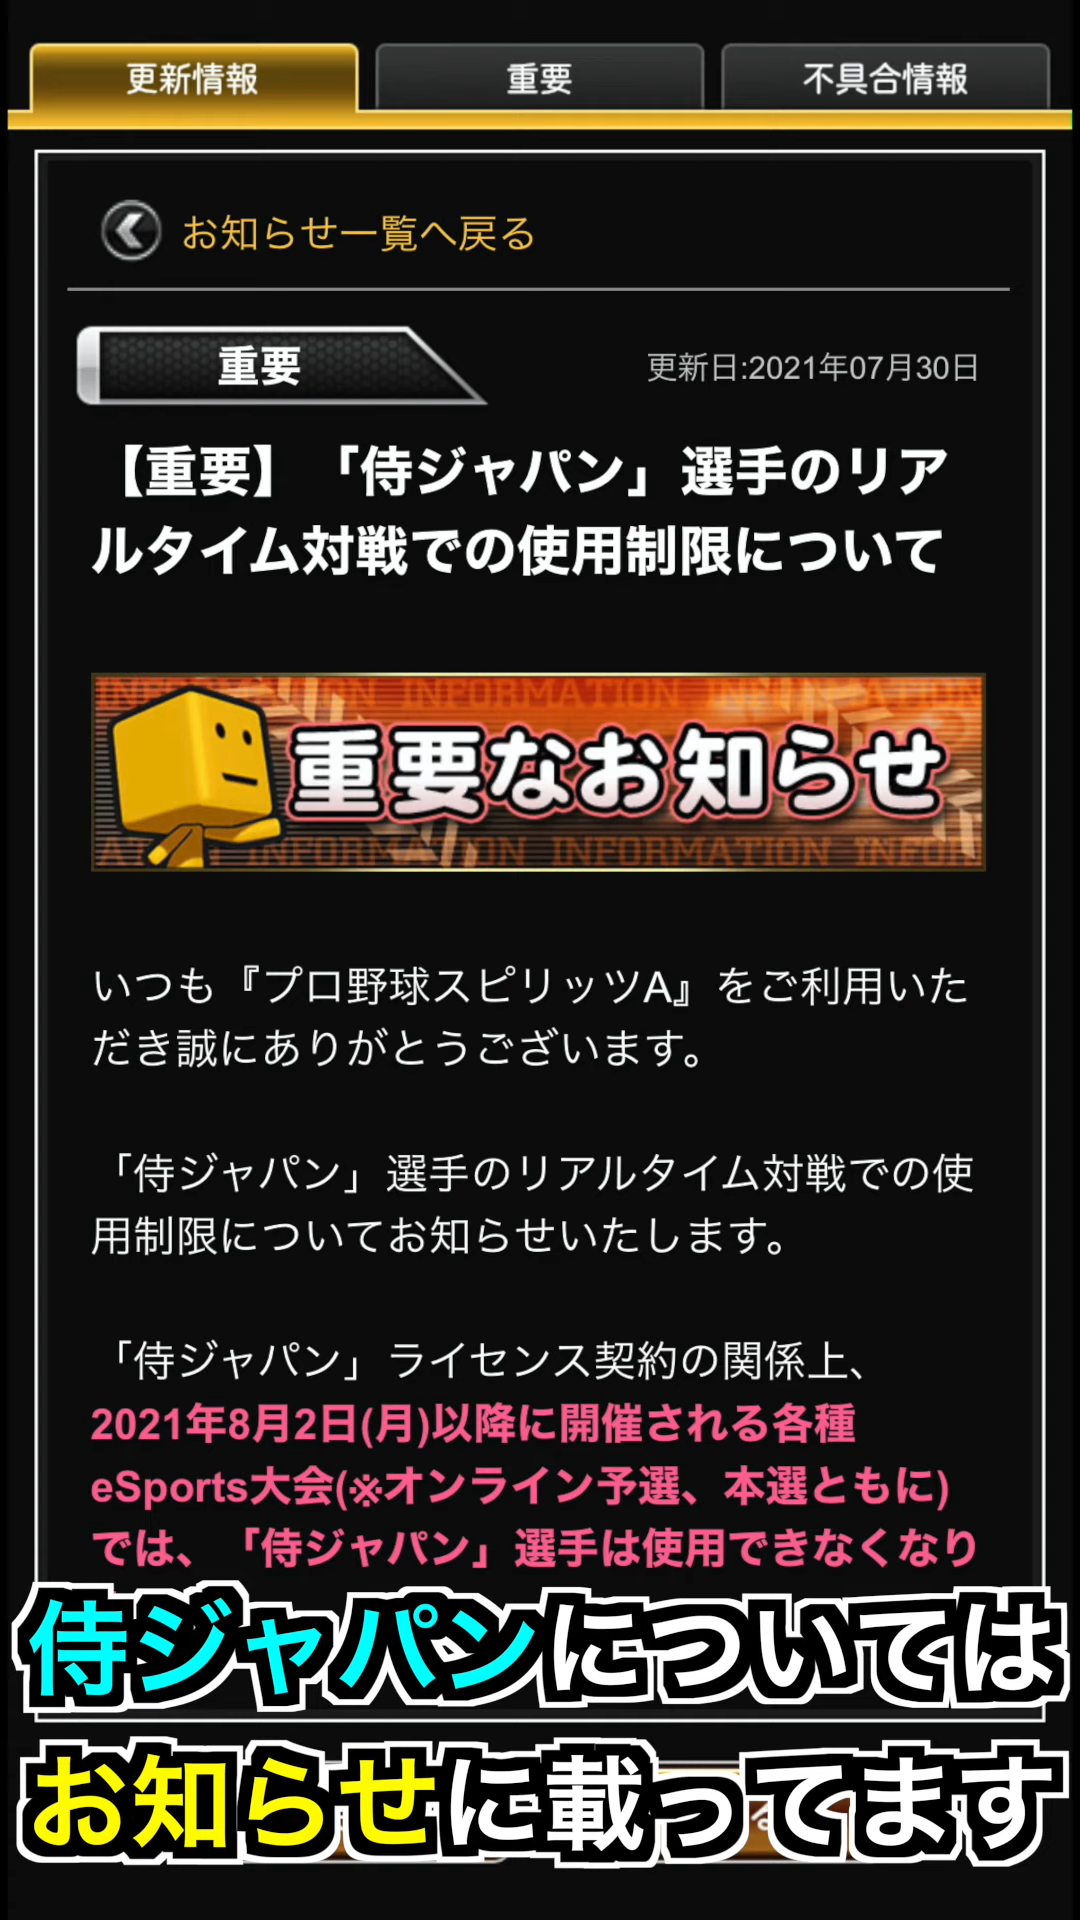 更新情報
重要
不具合情報
お知らせ一覧へ戻る
重要
更新日:2021年07月30日
【重要】「侍ジャパン」選手のリア
ルタイム対戦での使用制限について
重要なお知らせ
いつも『プロ野球スピリッツA』をご利用いた
だき誠にありがとうございます。
「侍ジャパン」選手のリアルタイム対戦での使
用制限についてお知らせいたします。
「侍ジャパン」ライセンス契約の関係上、
2021年8月2日(月)以降に開催される各種
eSports大会(※オンライン予選、本選ともに)
では、「侍ジャパン」選手は使用できなくなり
侍ジャパンについては
お知らせに載ってます